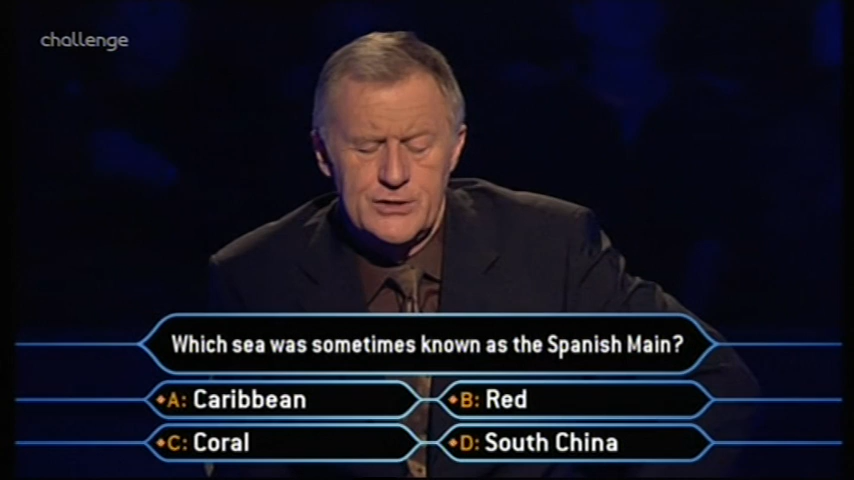 challenge
Which sea was sometimes known as the Spanish Main?
A: Caribbean
B: Red
C: Coral
D: South China